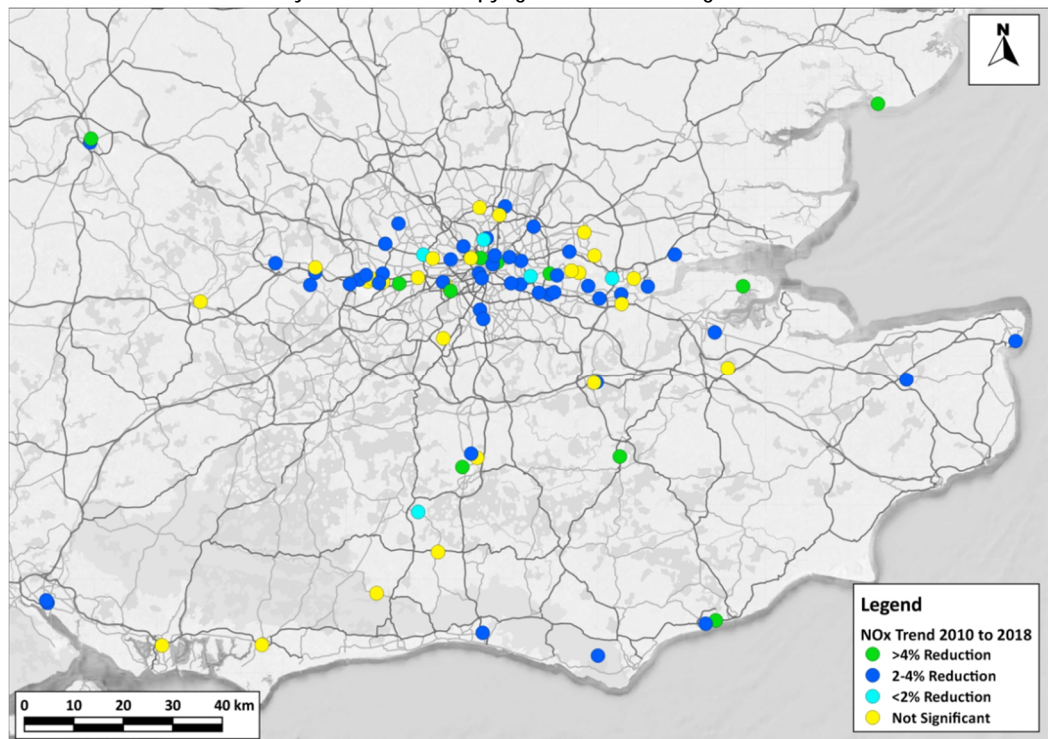 N
Legend
NOx Trend 2010 to 2018
>4% Reduction
2-4% Reduction
<2% Reduction
Not Significant
0 10 20 30 40 km